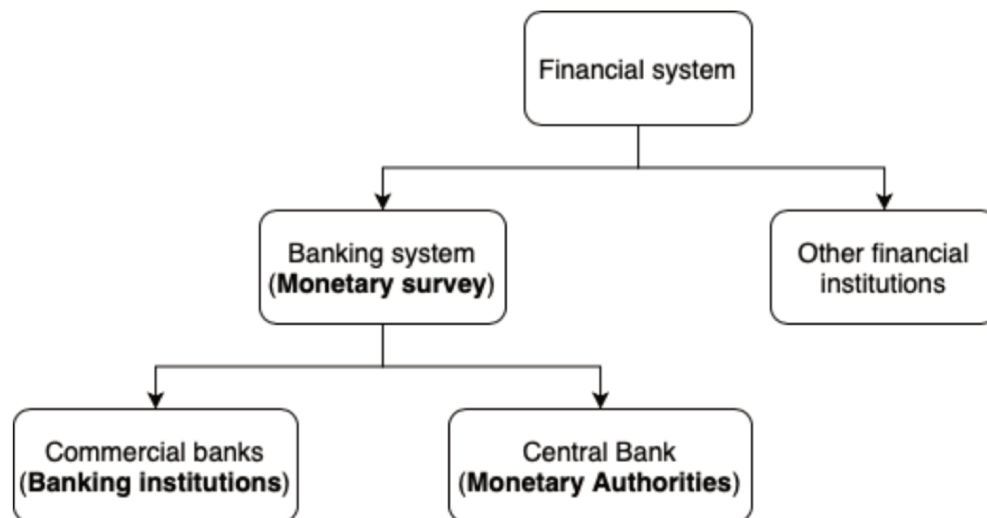 Financial system
Banking system
(Monetary survey)
Other financial
institutions
Commercial banks
(Banking institutions)
Central Bank
(Monetary Authorities)